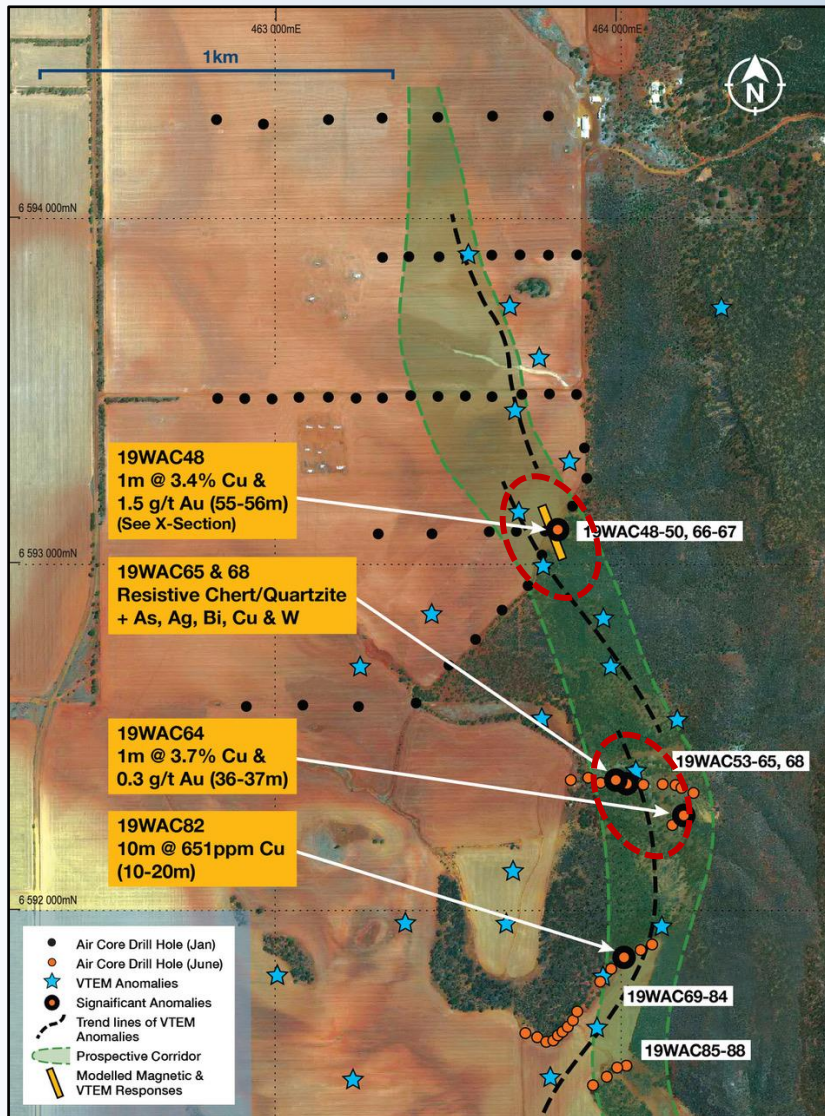 463 000mE
464 000mE
1km
N
6 594 000mN
19WAC48
1m @ 3.4% Cu &
1.5 g/t Au (55-56m)
(See X-Section)
19WAC48-50, 66-67
6 593 000mN
19WAC65 & 68
Resistive Chert/Quartzite
+ As, Ag, Bi, Cu & W
19WAC64
1m @ 3.7% Cu &
0.3 g/t Au (36-37m)
19WAC53-65, 68
19WAC82
10m @ 651ppm Cu
(10-20m)
6 592 000mN
Air Core Drill Hole (Jan)
Air Core Drill Hole (June)
VTEM Anomalies
Signaificant Anomalies
Trend lines of VTEM
Anomalies
Prospective Corridor
Modelled Magnetic &
VTEM Responses
19WAC69-84
19WAC85-88